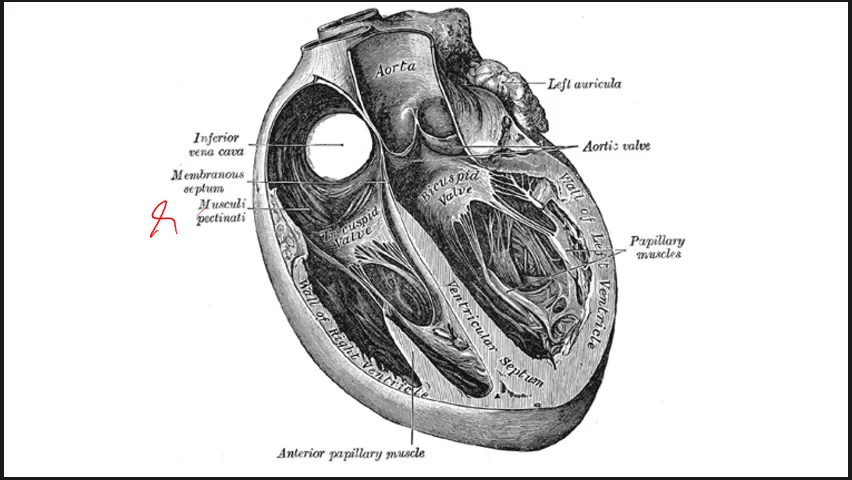 Aorta
Left auricula
Inferior
vena cava
Aortic valve
Membranous
septum
Bicuspid
Valve
Wall of Left Ventricle
Musculi
pectinati
Tricuspid
Valve
Papillary
muscles
Wall of Right Ventricle
Ventricular Septum
Anterior papillary muscle